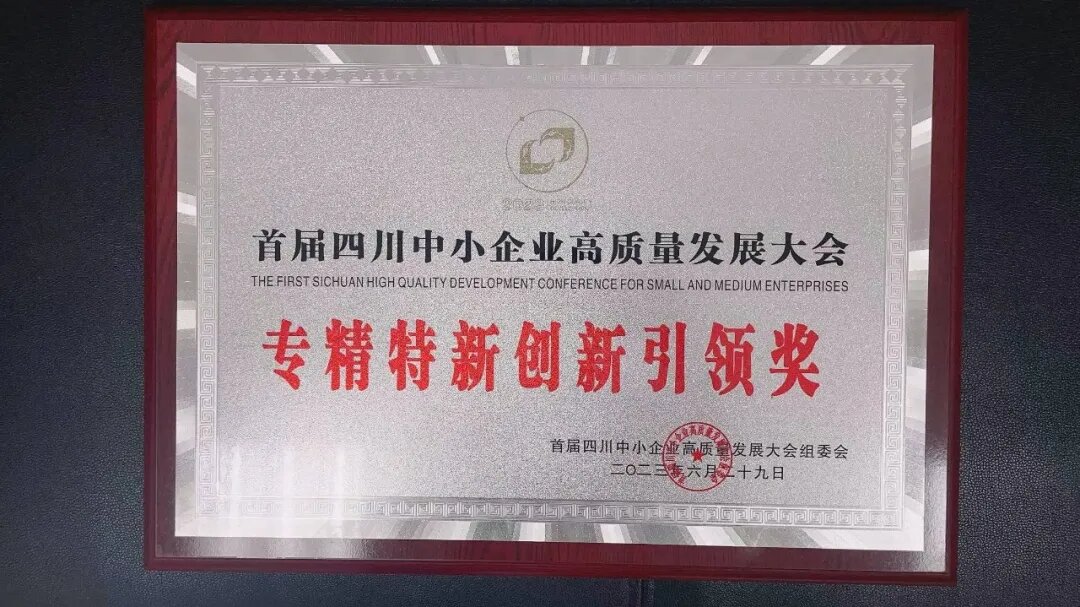 首届四川中小企业高质量发展大会
THE FIRST SICHUAN HIGH QUALITY DEVELOPMENT CONFERENCE FOR SMALL AND MEDIUM ENTERPRISES
专精特新创新引领奖
首届四川中小企业高质量发展大会组委会
二〇二三年六月二十九日